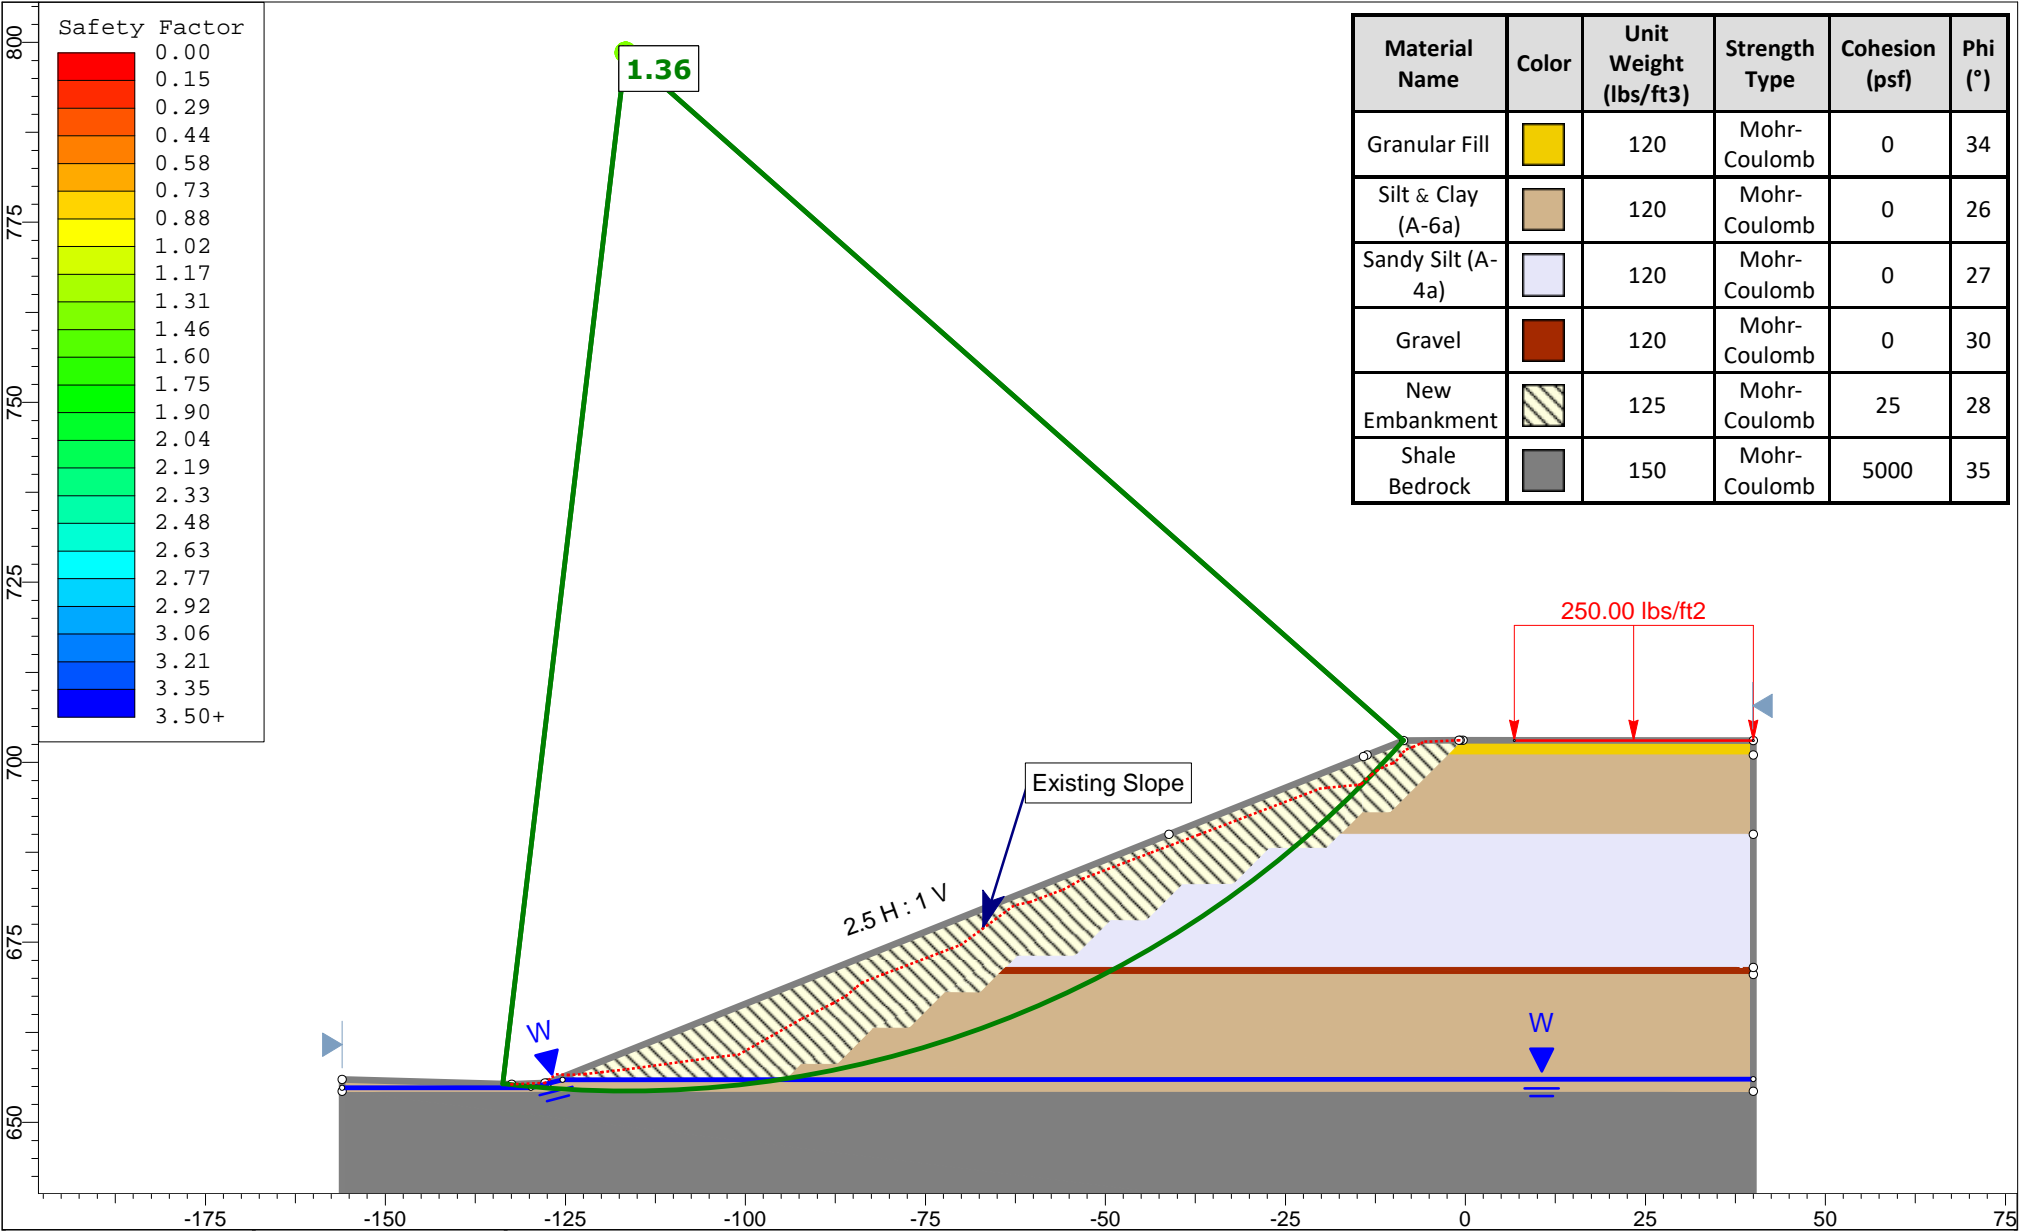 Safety Factor
0.00
0.15
0.29
0.44
0.58
0.73
0.88
1.02
1.17
1.31
1.46
1.60
1.75
1.90
2.04
2.19
2.33
2.48
2.63
2.77
2.92
3.06
3.21
3.35
3.50+
1.36
Material Name Color Unit Weight (lbs/ft3) Strength Type Cohesion (psf) Phi (°)
Granular Fill 120 Mohr-Coulomb 0 34
Silt & Clay (A-6a) 120 Mohr-Coulomb 0 26
Sandy Silt (A-4a) 120 Mohr-Coulomb 0 27
Gravel 120 Mohr-Coulomb 0 30
New Embankment 125 Mohr-Coulomb 25 28
Shale Bedrock 150 Mohr-Coulomb 5000 35
250.00 lbs/ft2
Existing Slope
2.5 H : 1 V
W
W
800
775
750
725
700
675
650
-175 -150 -125 -100 -75 -50 -25 0 25 50 75